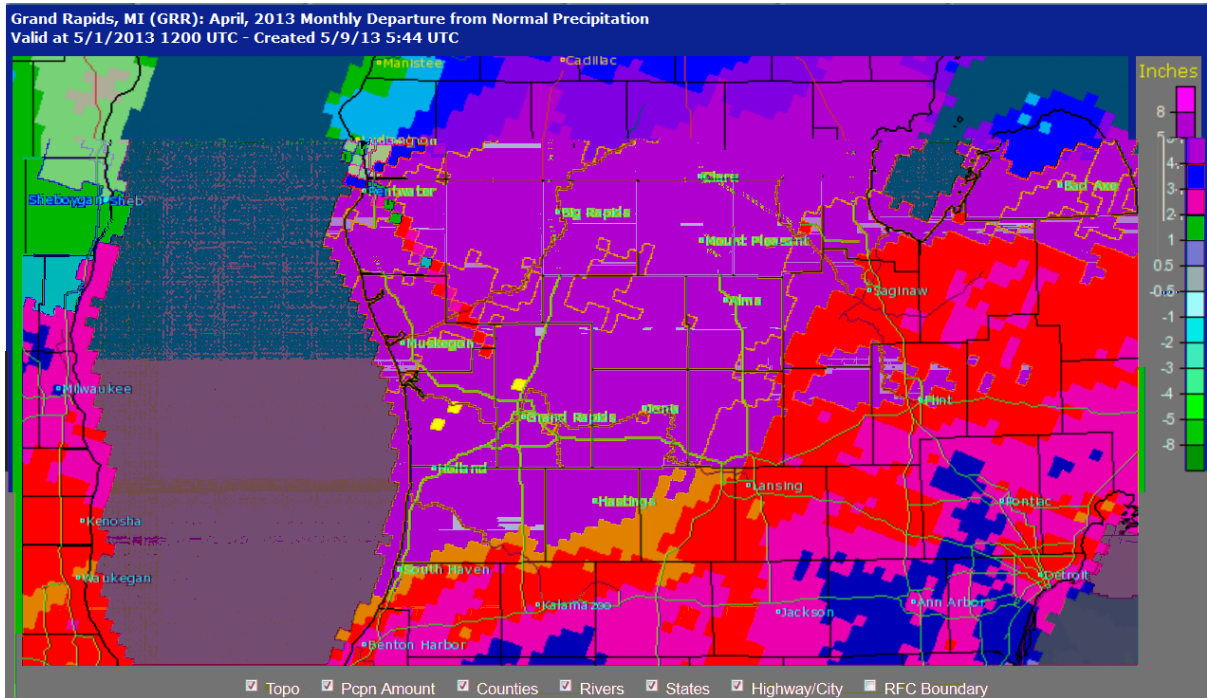 Grand Rapids, MI (GRR): April, 2013 Monthly Departure from Normal Precipitation
Valid at 5/1/2013 1200 UTC - Created 5/9/13 5:44 UTC
Manistee
Cadillac
Inches
8
5
4
3
2
1
0.5
-0.5
-1
-2
-3
-4
-5
-8
Pentwater
Clare
Bad Axe
Sheboygan Sheb
Big Rapids
Mount Pleasant
Saginaw
Alma
Muskegon
Milwaukee
Flint
Grand Rapids
Ionia
Holland
Lansing
Hastings
Pontiac
Kenosha
South Haven
Waukegan
Detroit
Kalamazoo
Ann Arbor
Jackson
Benton Harbor
Topo Pcpn Amount Counties Rivers States Highway/City RFC Boundary